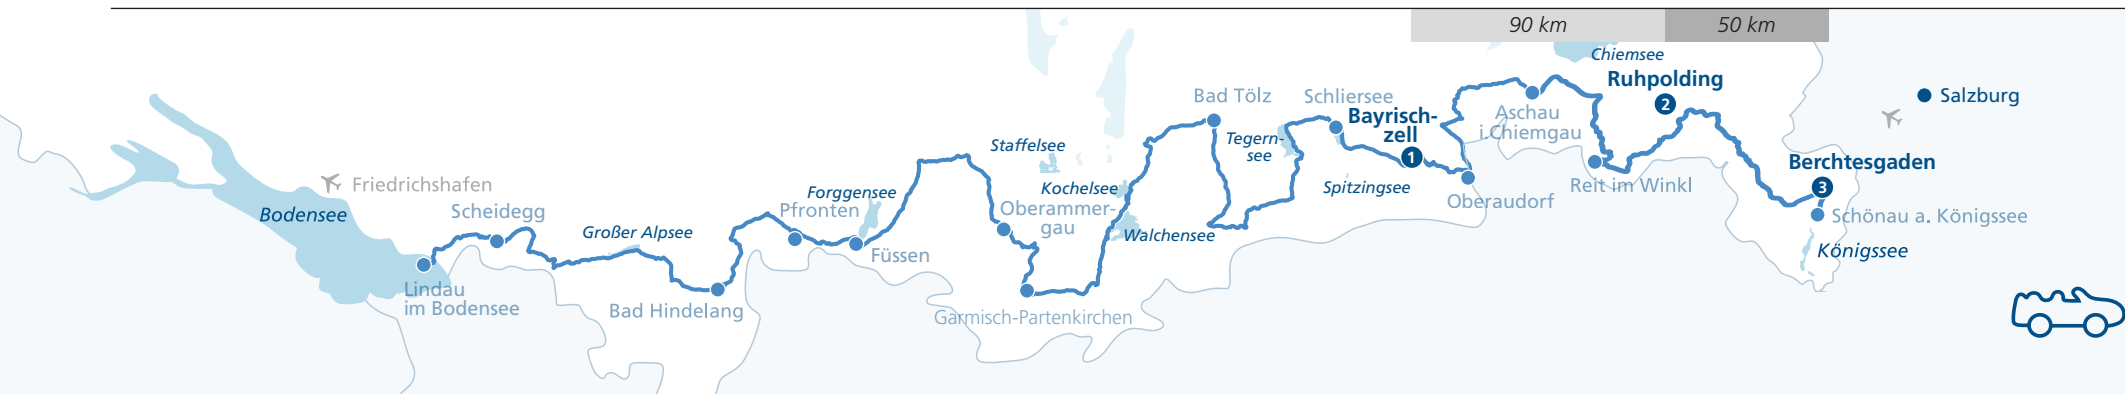 90 km
50 km
Chiemsee
Ruhpolding
2
Salzburg
Bad Tölz
Schliersee
Bayrisch-
zell
1
Aschau
i.Chiemgau
Tegern-
see
Staffelsee
Berchtesgaden
3
Friedrichshafen
Forggensee
Kochelsee
Spitzingsee
Reit im Winkl
Oberaudorf
Bodensee
Scheidegg
Pfronten
Oberammer-
gau
Schönau a. Königssee
Großer Alpsee
Walchensee
Füssen
Königssee
Lindau
im Bodensee
Bad Hindelang
Garmisch-Partenkirchen